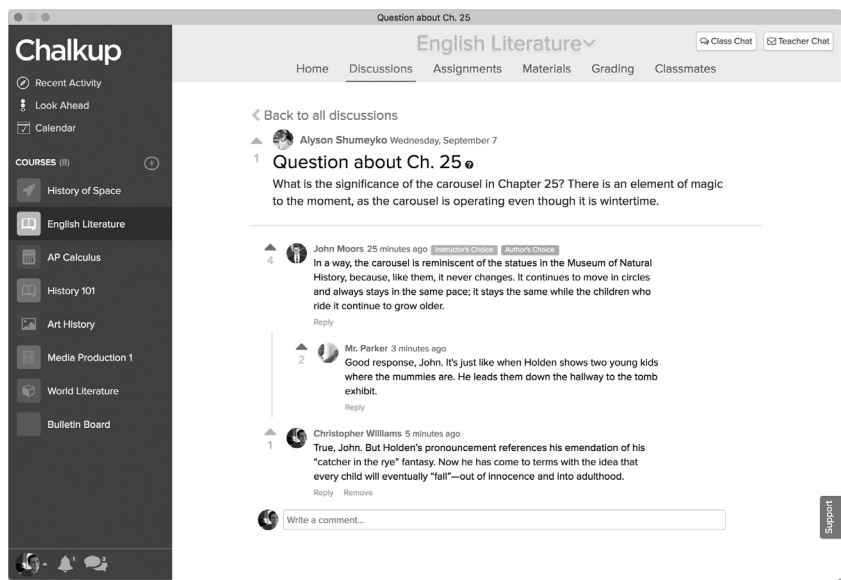 Question about Ch. 25
Chalkup
Recent Activity
Look Ahead
Calendar
COURSES (8)
History of Space
English Literature
AP Calculus
History 101
Art History
Media Production 1
World Literature
Bulletin Board
English Literature
Class Chat
Teacher Chat
Home Discussions Assignments Materials Grading Classmates
Back to all discussions
Alyson Shumeyko Wednesday, September 7
1
Question about Ch. 25
What is the significance of the carousel in Chapter 25? There is an element of magic
to the moment, as the carousel is operating even though it is wintertime.
John Moors 25 minutes ago Instructor's Choice Author's Choice
4
In a way, the carousel is reminiscent of the statues in the Museum of Natural
History, because, like them, it never changes. It continues to move in circles
and always stays in the same pace; it stays the same while the children who
ride it continue to grow older.
Reply
Mr. Parker 3 minutes ago
2
Good response, John. It's just like when Holden shows two young kids
where the mummies are. He leads them down the hallway to the tomb
exhibit.
Reply
Christopher Williams 5 minutes ago
1
True, John. But Holden's pronouncement references his emendation of his
“catcher in the rye” fantasy. Now he has come to terms with the idea that
every child will eventually “fall”—out of innocence and into adulthood.
Reply Remove
Write a comment...
Support